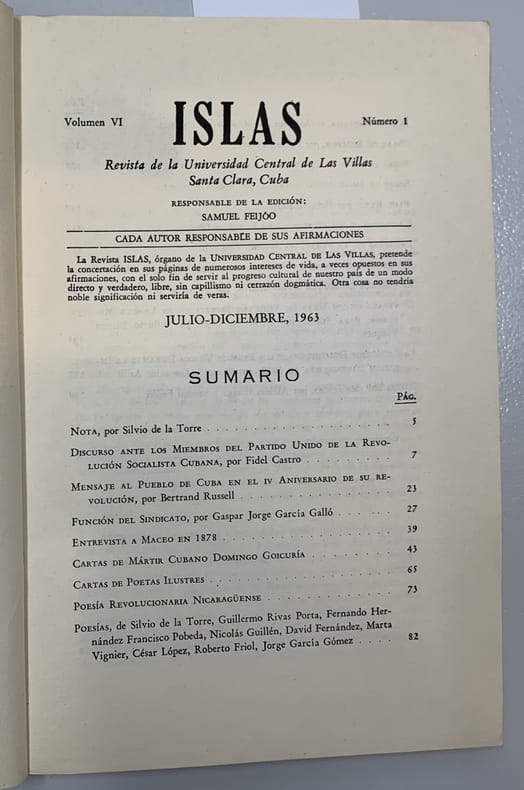 Volumen VI
ISLAS
Número 1
Revista de la Universidad Central de Las Villas
Santa Clara, Cuba
RESPONSABLE DE LA EDICIÓN:
SAMUEL FEIJÓO
CADA AUTOR RESPONSABLE DE SUS AFIRMACIONES
La Revista ISLAS, órgano de la UNIVERSIDAD CENTRAL DE LAS VILLAS, pretende
la concertación en sus páginas de numerosos intereses de vida, a veces opuestos en sus
afirmaciones, con el solo fin de servir al progreso cultural de nuestro país de un modo
directo y verdadero, libre, sin capillismo ni cerrazón dogmática. Otra cosa no tendría
noble significación ni serviría de veras.
JULIO-DICIEMBRE, 1963
SUMARIO
PÁG.
NOTA, por Silvio de la Torre . . . . . . . . . . . . . . . . . 5
DISCURSO ANTE LOS MIEMBROS DEL PARTIDO UNIDO DE LA REVO-
LUCIÓN SOCIALISTA CUBANA, por Fidel Castro . . . . . . . . . 7
MENSAJE AL PUEBLO DE CUBA EN EL IV ANIVERSARIO DE SU RE-
VOLUCIÓN, por Bertrand Russell . . . . . . . . . . . . . . 23
FUNCIÓN DEL SINDICATO, por Gaspar Jorge García Galló . . . . . . 27
ENTREVISTA A MACEO EN 1878 . . . . . . . . . . . . . . . . 39
CARTAS DE MÁRTIR CUBANO DOMINGO GOICURÍA . . . . . . . . 43
CARTAS DE POETAS ILUSTRES . . . . . . . . . . . . . . . . . 65
POESÍA REVOLUCIONARIA NICARAGÜENSE . . . . . . . . . . . . 73
POESÍAS, de Silvio de la Torre, Guillermo Rivas Porta, Fernando Her-
nández Francisco Pobeda, Nicolás Guillén, David Fernández, Marta
Vignier, César López, Roberto Friol, Jorge García Gómez . . . . 82